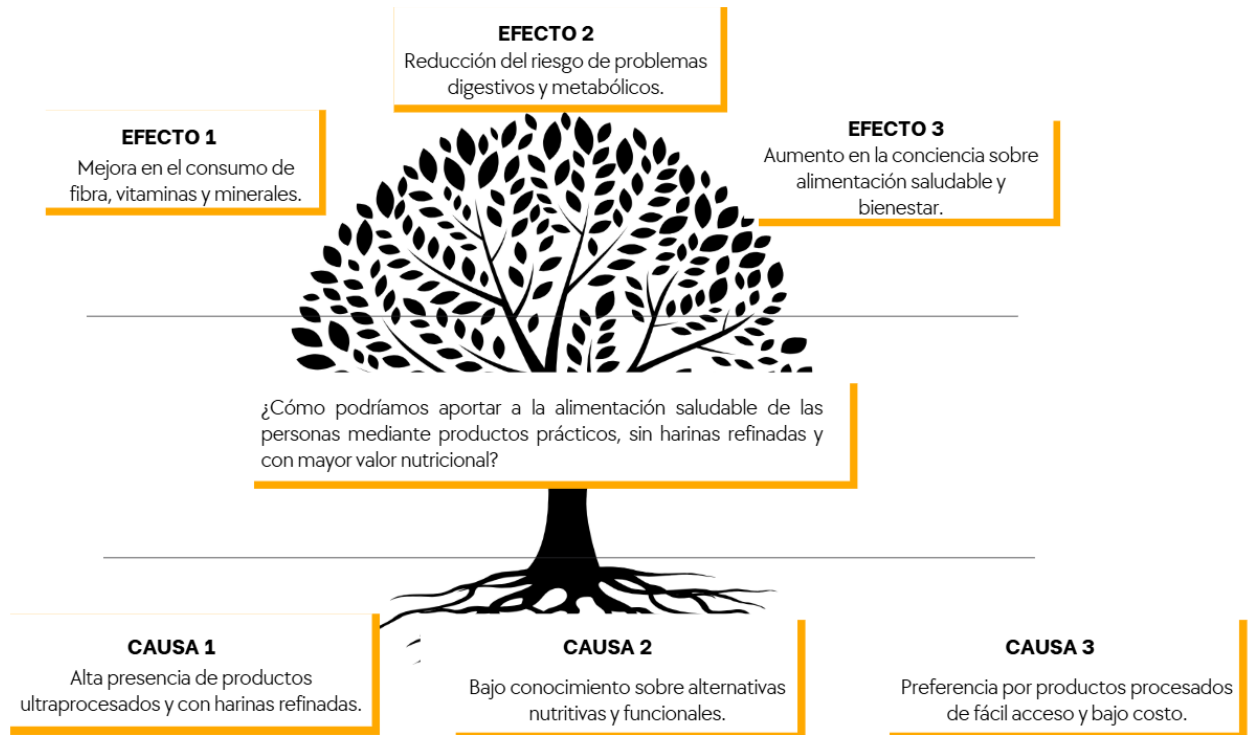 EFECTO 2
Reducción del riesgo de problemas
digestivos y metabólicos.
EFECTO 1
Mejora en el consumo de
fibra, vitaminas y minerales.
EFECTO 3
Aumento en la conciencia sobre
alimentación saludable y
bienestar.
¿Cómo podríamos aportar a la alimentación saludable de las
personas mediante productos prácticos, sin harinas refinadas y
con mayor valor nutricional?
CAUSA 1
Alta presencia de productos
ultraprocesados y con harinas refinadas.
CAUSA 2
Bajo conocimiento sobre alternativas
nutritivas y funcionales.
CAUSA 3
Preferencia por productos procesados
de fácil acceso y bajo costo.